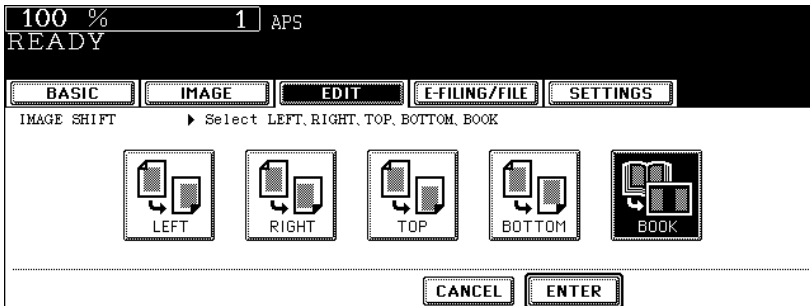 100 % 1 APS
READY
BASIC IMAGE EDIT E-FILING/FILE SETTINGS
IMAGE SHIFT Select LEFT, RIGHT, TOP, BOTTOM, BOOK
LEFT RIGHT TOP BOTTOM BOOK
CANCEL ENTER